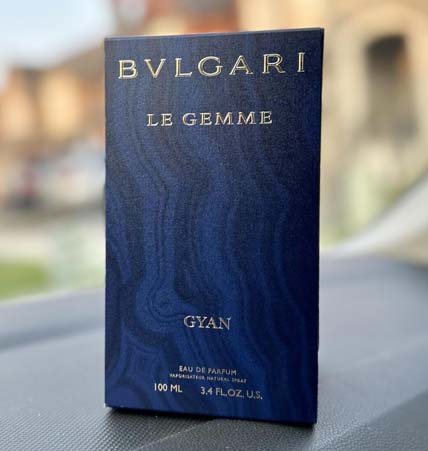 BVLGARI
LE GEMME
GYAN
EAU DE PARFUM
VAPORISATEUR NATURAL SPRAY
100 ML 3.4 FL.OZ. U.S.